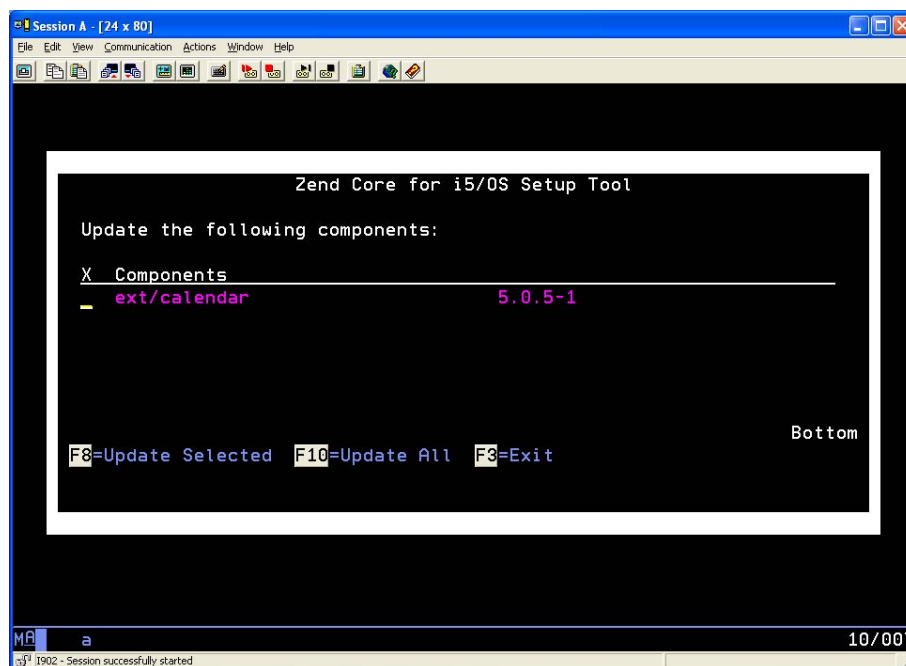 Session A - [24 x 80]
File Edit View Communication Actions Window Help
Zend Core for i5/OS Setup Tool
Update the following components:
X Components
ext/calendar 5.0.5-1
Bottom
F8=Update Selected F10=Update All F3=Exit
MA a 10/00
I902 - Session successfully started